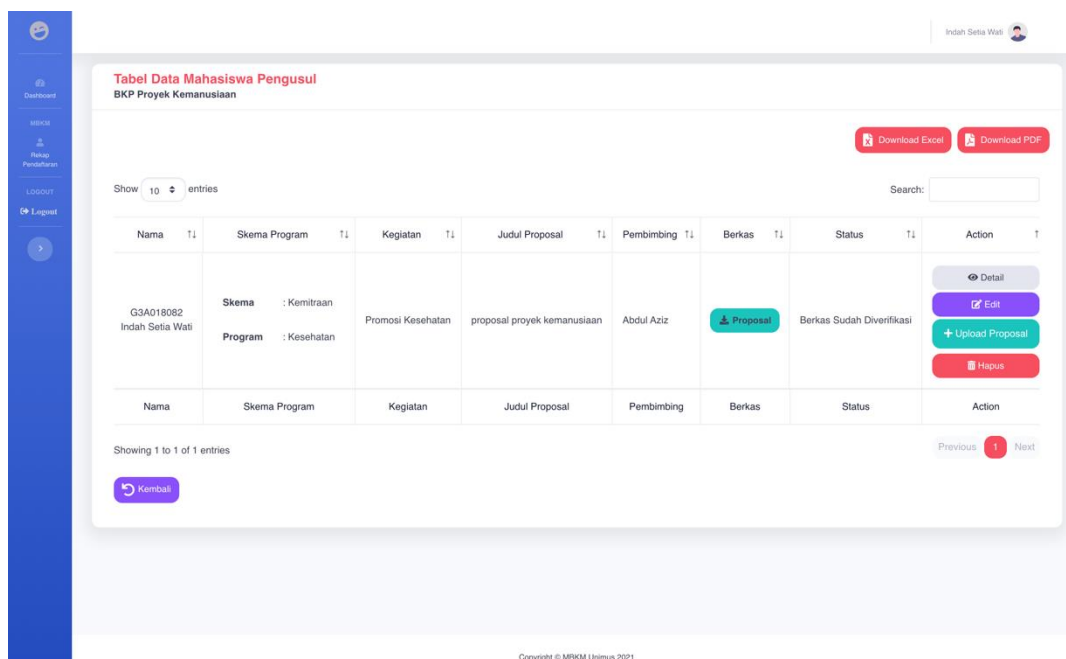 Indah Setia Wati
Dashboard
MBKM
Rekap
Pendaftaran
LOGOUT
Logout
Tabel Data Mahasiswa Pengusul
BKP Proyek Kemanusiaan
Download Excel Download PDF
Show 10 entries Search:
Nama Skema Program Kegiatan Judul Proposal Pembimbing Berkas Status Action
G3A018082
Indah Setia Wati
Skema : Kemitraan
Program : Kesehatan
Promosi Kesehatan
proposal proyek kemanusiaan
Abdul Aziz
Proposal
Berkas Sudah Diverifikasi
Detail
Edit
Upload Proposal
Hapus
Nama Skema Program Kegiatan Judul Proposal Pembimbing Berkas Status Action
Showing 1 to 1 of 1 entries
Previous 1 Next
Kembali
Copyright © MBKM Unimus 2021